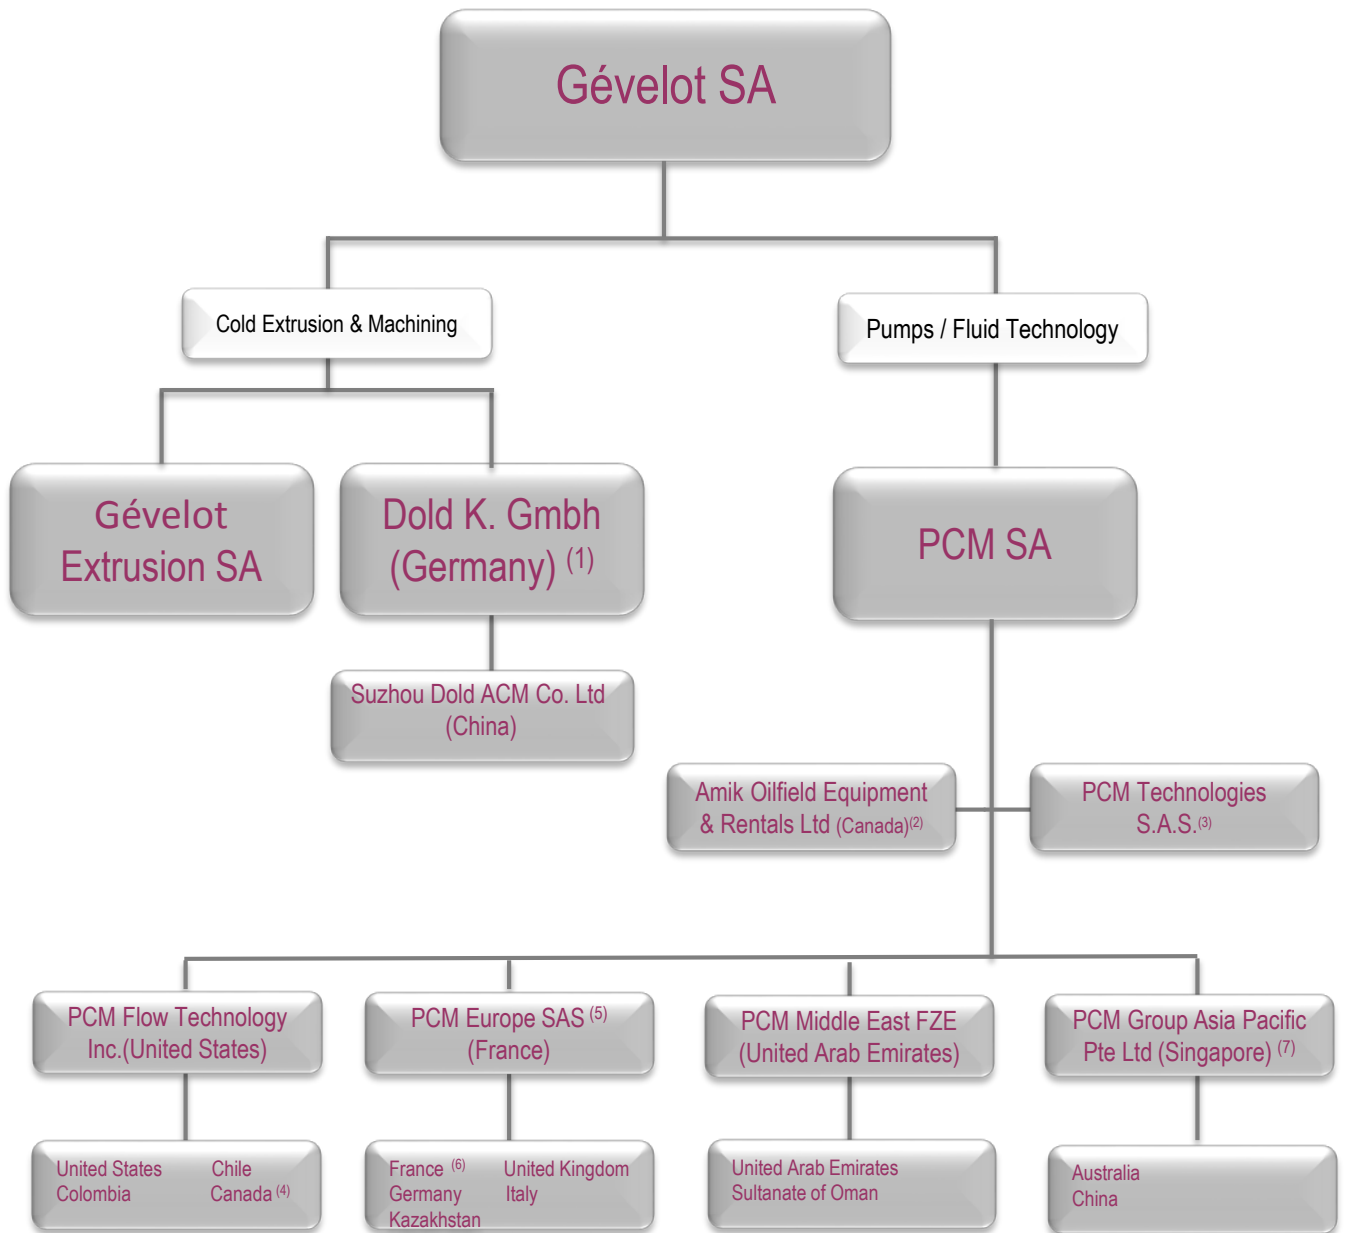 Gévelot SA
Cold Extrusion & Machining
Pumps / Fluid Technology
Gévelot
Extrusion SA
Dold K. Gmbh
(Germany) (1)
PCM SA
Suzhou Dold ACM Co. Ltd
(China)
Amik Oilfield Equipment
& Rentals Ltd (Canada)(2)
PCM Technologies
S.A.S.(3)
PCM Flow Technology
Inc.(United States)
PCM Europe SAS (5)
(France)
PCM Middle East FZE
(United Arab Emirates)
PCM Group Asia Pacific
Pte Ltd (Singapore) (7)
United States Chile
Colombia Canada (4)
France (6) United Kingdom
Germany Italy
Kazakhstan
United Arab Emirates
Sultanate of Oman
Australia
China